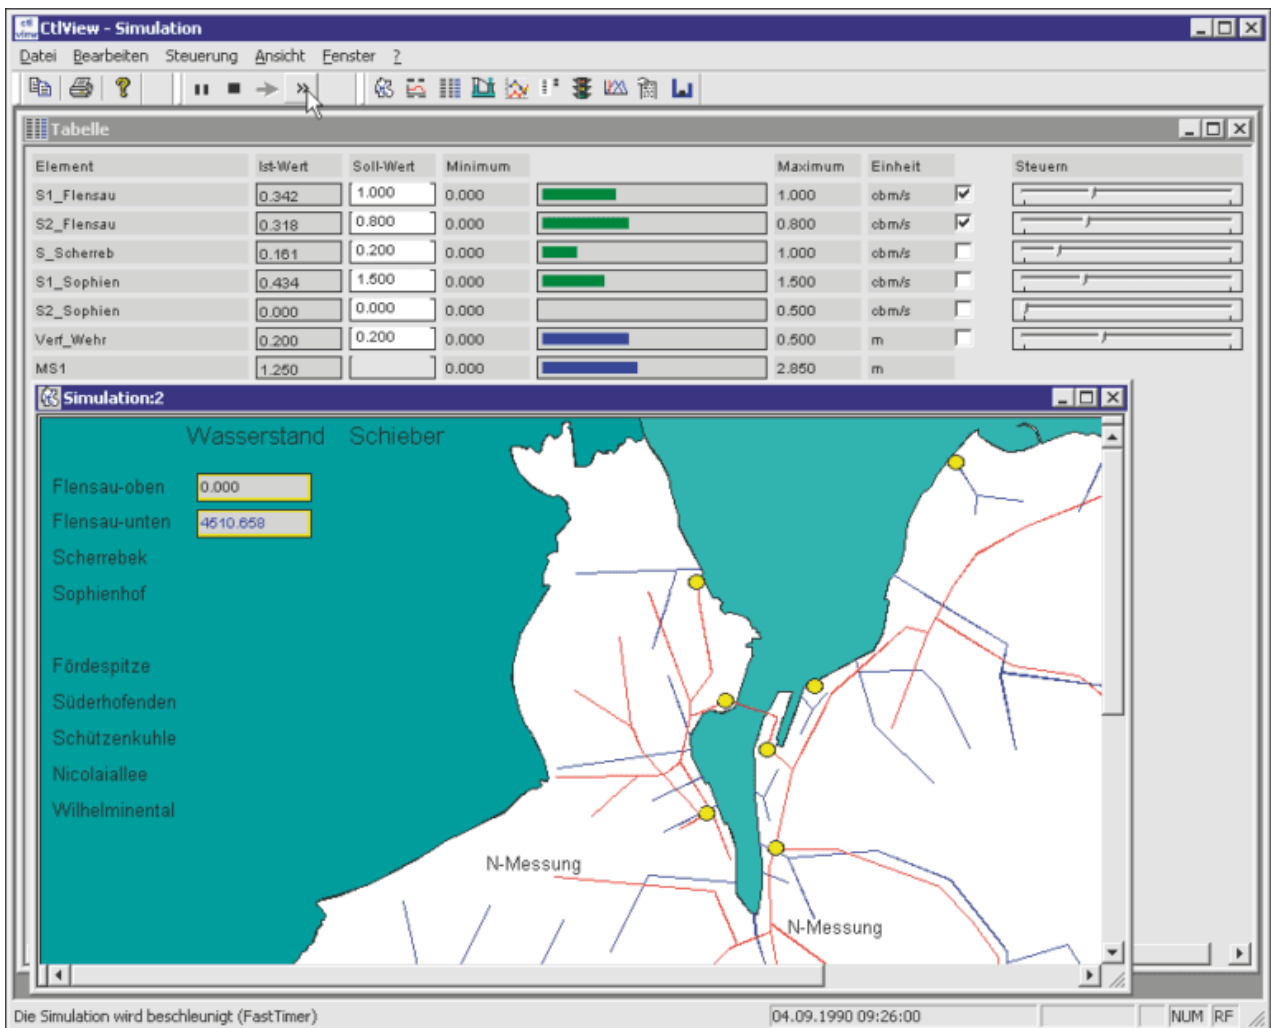 CtlView - Simulation
Datei Bearbeiten Steuerung Ansicht Fenster ?
Tabelle
Element Ist-Wert Soll-Wert Minimum Maximum Einheit Steuern
S1_Flensau 0.342 1.000 0.000 1.000 cbm/s
S2_Flensau 0.318 0.800 0.000 0.800 cbm/s
S_Scherreb 0.161 0.200 0.000 1.000 cbm/s
S1_Sophien 0.434 1.500 0.000 1.500 cbm/s
S2_Sophien 0.000 0.000 0.000 0.500 cbm/s
Verf_Wehr 0.200 0.200 0.000 0.500 m
MS1 1.250 0.000 2.850 m
Simulation:2
Wasserstand Schieber
Flensau-oben 0.000
Flensau-unten 4510.658
Scherrebek
Sophienhof
Fördespitze
Süderhofenden
Schützenkuhle
Nicolaiallee
Wilhelminental
N-Messung
N-Messung
Die Simulation wird beschleunigt (FastTimer) 04.09.1990 09:26:00 NUM RF